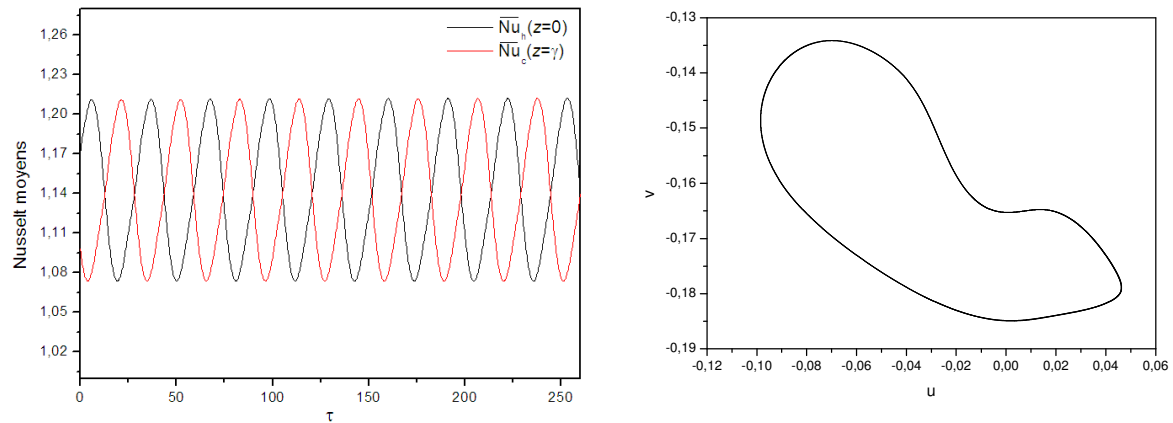 1,26
1,23
1,20
1,17
1,14
1,11
1,08
1,05
1,02
Nusselt moyens
Nu_h(z=0)
Nu_c(z=γ)
0 50 100 150 200 250
τ
-0,13
-0,14
-0,15
-0,16
-0,17
-0,18
-0,19
v
-0,12 -0,10 -0,08 -0,06 -0,04 -0,02 0,00 0,02 0,04 0,06
u